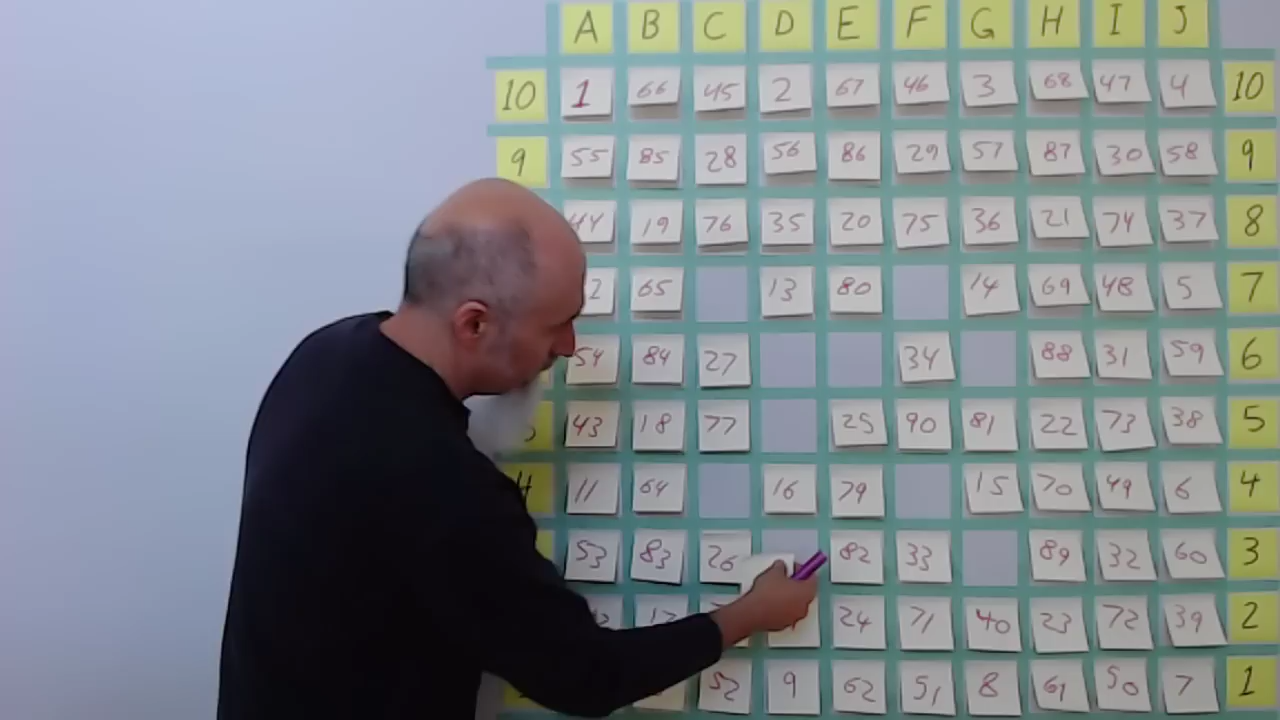 A B C D E F G H I J
10 1 66 45 2 67 46 3 68 47 4 10
9 55 85 28 56 86 29 57 87 30 58 9
44 19 76 35 20 75 36 21 74 37 8
2 65 13 80 14 69 48 5 7
54 84 27 34 88 31 59 6
43 18 77 25 90 81 22 73 38 5
4 11 64 16 79 15 70 49 6 4
53 83 26 82 33 89 32 60 3
17 24 71 40 23 72 39 2
52 9 62 51 8 61 50 7 1